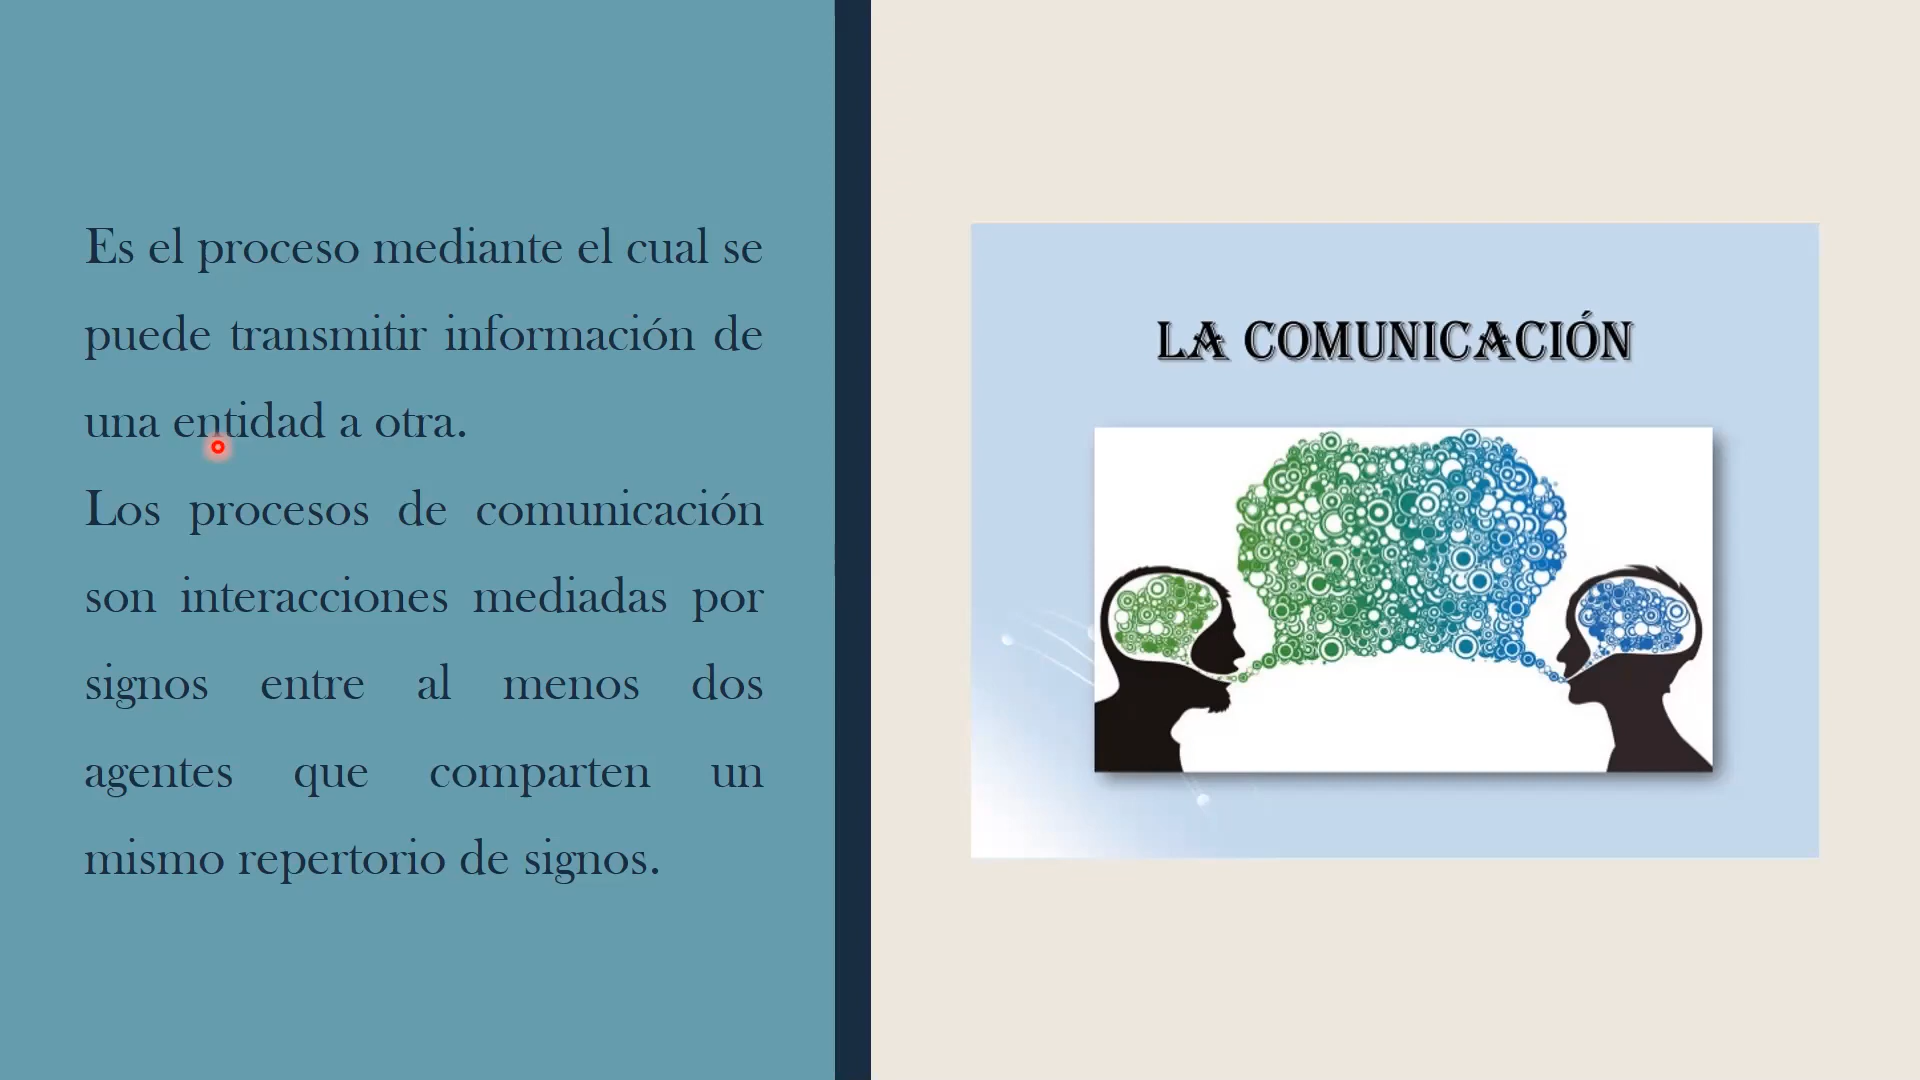 Es el proceso mediante el cual se
puede transmitir información de
una entidad a otra.
Los procesos de comunicación
son interacciones mediadas por
signos entre al menos dos
agentes que comparten un
mismo repertorio de signos.
LA COMUNICACIÓN